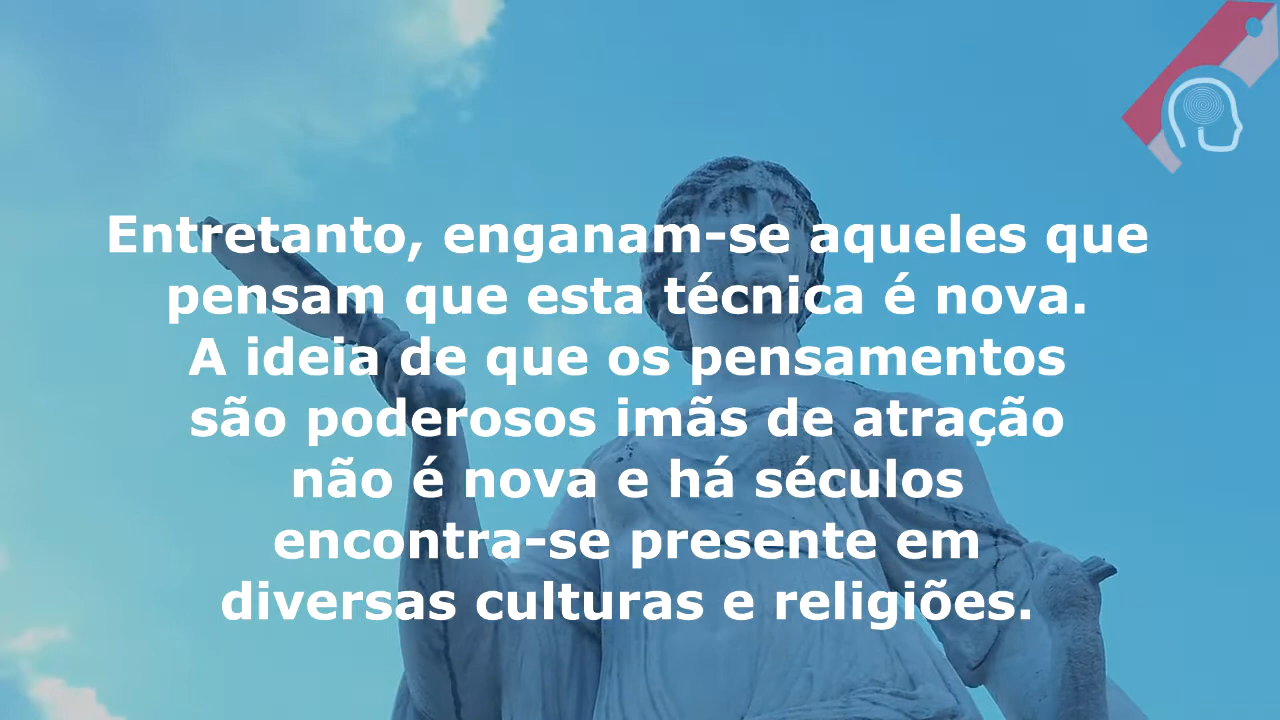 Entretanto, enganam-se aqueles que
pensam que esta técnica é nova.
A ideia de que os pensamentos
são poderosos imãs de atração
não é nova e há séculos
encontra-se presente em
diversas culturas e religiões.